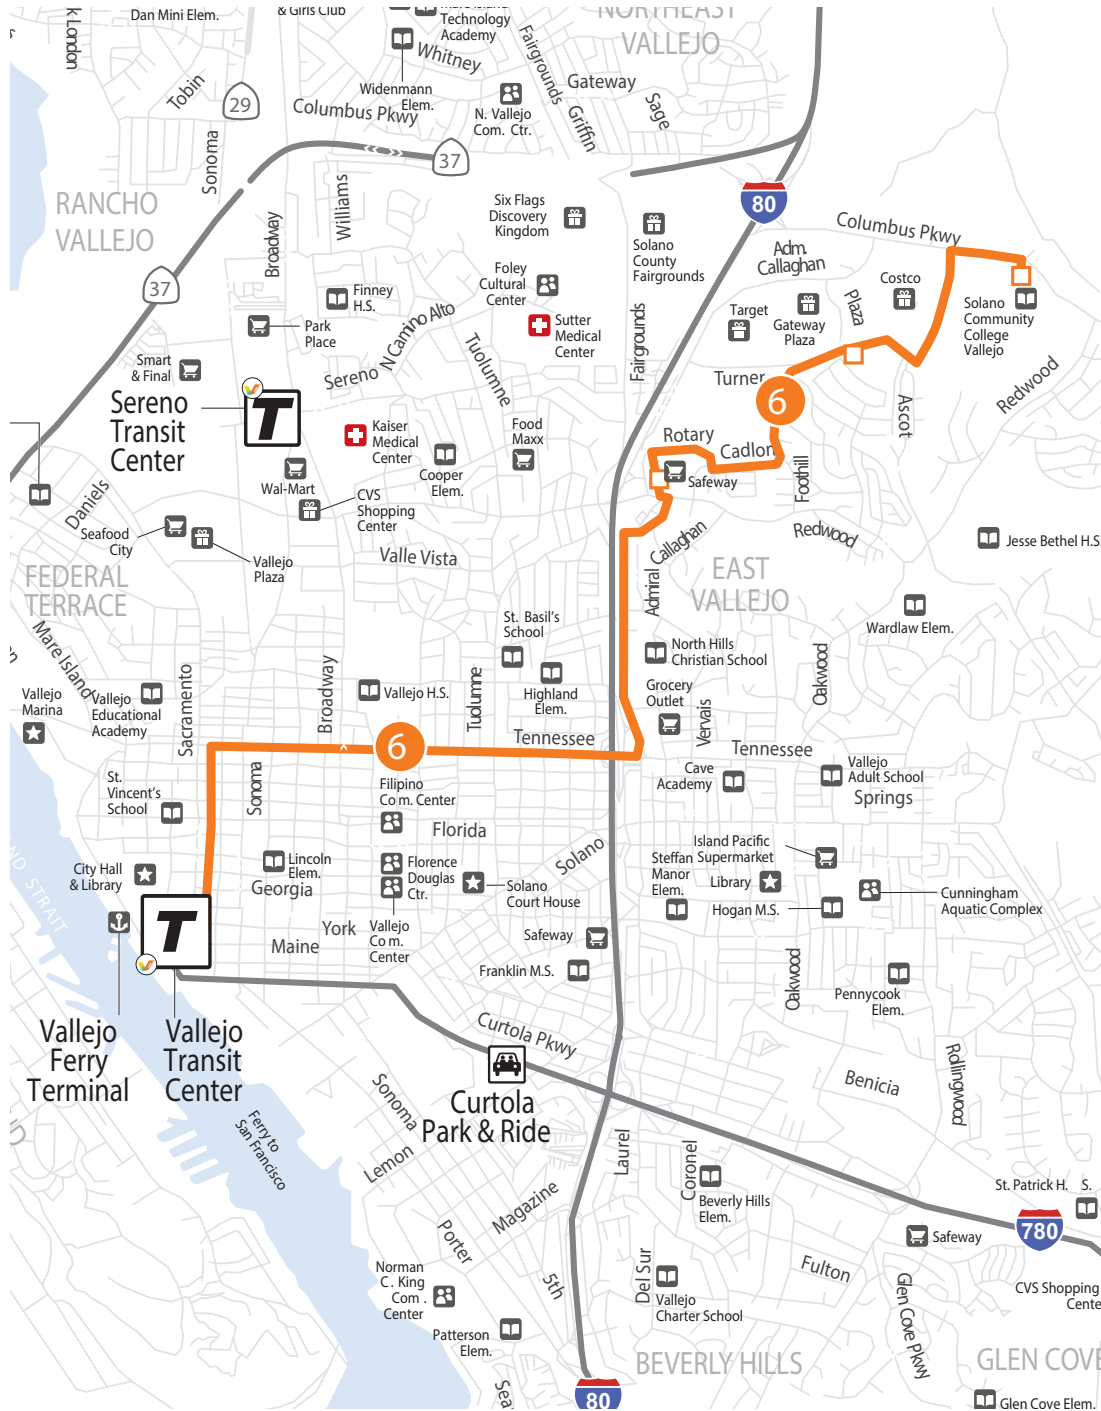 k London
Dan Mini Elem.
& Girls Club
Mare Island
Technology
Academy
NORTHEAST
VALLEJO
Whitney
Fairgrounds
Gateway
Tobin
29
Widenmann
Elem.
Columbus Pkwy
N. Vallejo
Com. Ctr.
Griffin
Sage
Sonoma
37
RANCHO
VALLEJO
Williams
Broadway
Six Flags
Discovery
Kingdom
80
Solano
County
Fairgrounds
Columbus Pkwy
Adm.
Callaghan
37
Finney
H.S.
Foley
Cultural
Center
Costco
Plaza
Solano
Community
College
Vallejo
Park
Place
N Camino Alto
Sutter
Medical
Center
Fairgrounds
Target
Gateway
Plaza
Smart
& Final
Sereno
Tuolumne
Turner
Redwood
Sereno
Transit
Center
T
6
Ascot
Kaiser
Medical
Center
Food
Maxx
Rotary
Cadlon
Cooper
Elem.
Wal-Mart
Safeway
Foothill
CVS
Shopping
Center
Daniels
Seafood
City
Vallejo
Plaza
Valle Vista
Callaghan
Admiral
Redwood
Jesse Bethel H.S.
FEDERAL
TERRACE
EAST
VALLEJO
St. Basil's
School
Wardlaw Elem.
Mare Island
en
North Hills
Christian School
Oakwood
Vallejo
Marina
Vallejo
Educational
Academy
Sacramento
Broadway
Vallejo H.S.
Tuolumne
Highland
Elem.
Grocery
Outlet
Vervais
6
Tennessee
Tennessee
St.
Vincent's
School
Sonoma
Filipino
Com. Center
Cave
Academy
Vallejo
Adult School
Springs
Florida
Solano
Island Pacific
Supermarket
Steffan
Manor
Elem.
City Hall
& Library
Lincoln
Elem.
Georgia
Florence
Douglas
Ctr.
Solano
Court House
Library
Hogan M.S.
Cunningham
Aquatic Complex
ND STRAIT
T
York
Maine
Vallejo
Com.
Center
Safeway
Franklin M.S.
Oakwood
Pennycook
Elem.
Vallejo
Ferry
Terminal
Vallejo
Transit
Center
Curtola Pkwy
Curtola
Park & Ride
Benicia
Rollingwood
Sonoma
Ferry to
San Francisco
Lemon
Laurel
Coronel
Magazine
Beverly Hills
Elem.
St. Patrick H. S.
780
Porter
Safeway
Fulton
Norman
C. King
Com.
Center
5th
Del Sur
Vallejo
Charter School
Glen Cove Pkwy
CVS Shopping
Cente
Patterson
Elem.
BEVERLY HILLS
GLEN COVE
Sea
80
Glen Cove Elem.